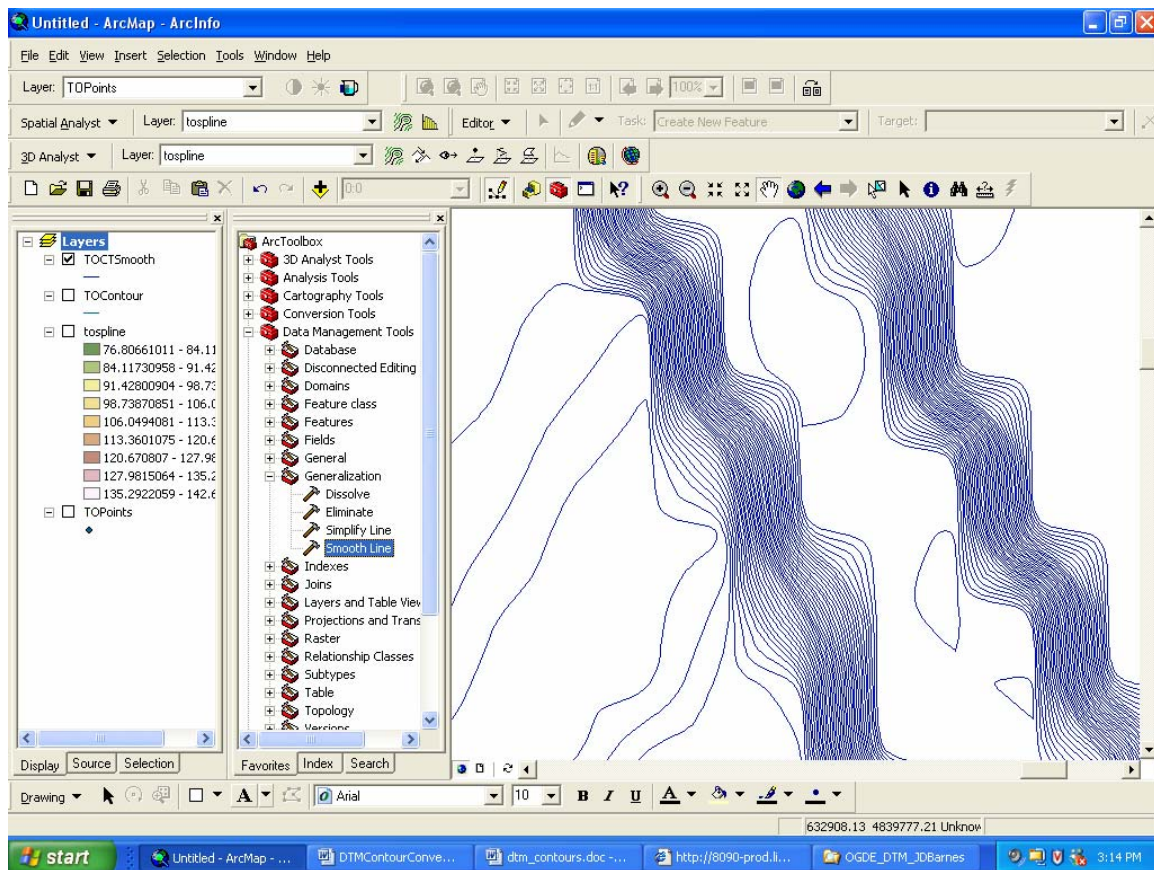 Untitled - ArcMap - ArcInfo
File Edit View Insert Selection Tools Window Help
Layer: TOPoints
100%
1:1
Spatial Analyst Layer: tospline Editor Task: Create New Feature Target:
3D Analyst Layer: tospline
0:0
Layers
TOCTSmooth
TOContour
tospline
76.80661011 - 84.11
84.11730958 - 91.42
91.42800904 - 98.73
98.73870851 - 106.0
106.0494081 - 113.3
113.3601075 - 120.6
120.670807 - 127.98
127.9815064 - 135.2
135.2922059 - 142.6
TOPoints
Display Source Selection
ArcToolbox
3D Analyst Tools
Analysis Tools
Cartography Tools
Conversion Tools
Data Management Tools
Database
Disconnected Editing
Domains
Feature class
Features
Fields
General
Generalization
Dissolve
Eliminate
Simplify Line
Smooth Line
Indexes
Joins
Layers and Table View
Projections and Trans
Raster
Relationship Classes
Subtypes
Table
Topology
Versions
Favorites Index Search
Drawing A Arial 10 B I U A
632908.13 4839777.21 Unknow
start Untitled - ArcMap - ... DTMContourConve... dtm_contours.doc -... http://8090-prod.li... OGDE_DTM_JDBarnes 3:14 PM